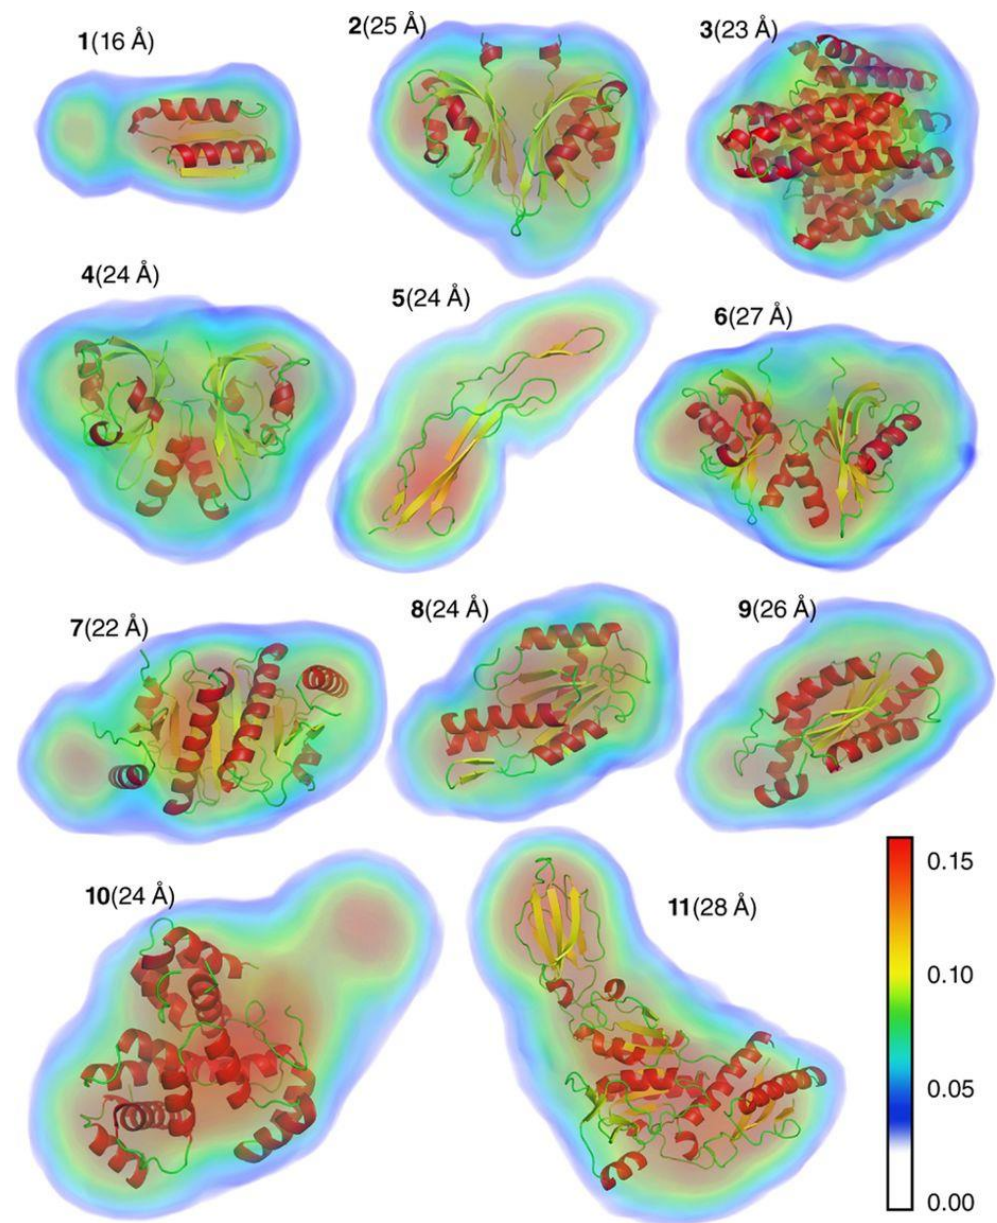 1(16 Å)
2(25 Å)
3(23 Å)
4(24 Å)
5(24 Å)
6(27 Å)
7(22 Å)
8(24 Å)
9(26 Å)
10(24 Å)
11(28 Å)
0.15
0.10
0.05
0.00